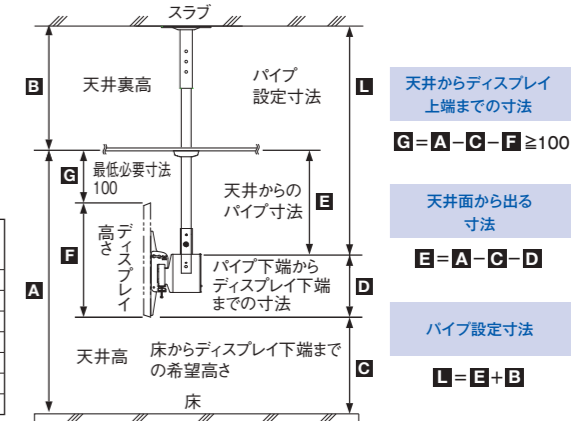 スラブ
B
天井裏高
パイプ
設定寸法
L
G
最低必要寸法
100
天井からの
パイプ寸法
E
F
ディスプレイ
高さ
A
パイプ下端から
ディスプレイ下端
までの寸法
D
天井高
床からディスプレイ下端まで
の希望高さ
C
床
天井からディスプレイ
上端までの寸法
G=A-C-F≧100
天井面から出る
寸法
E=A-C-D
パイプ設定寸法
L=E+B